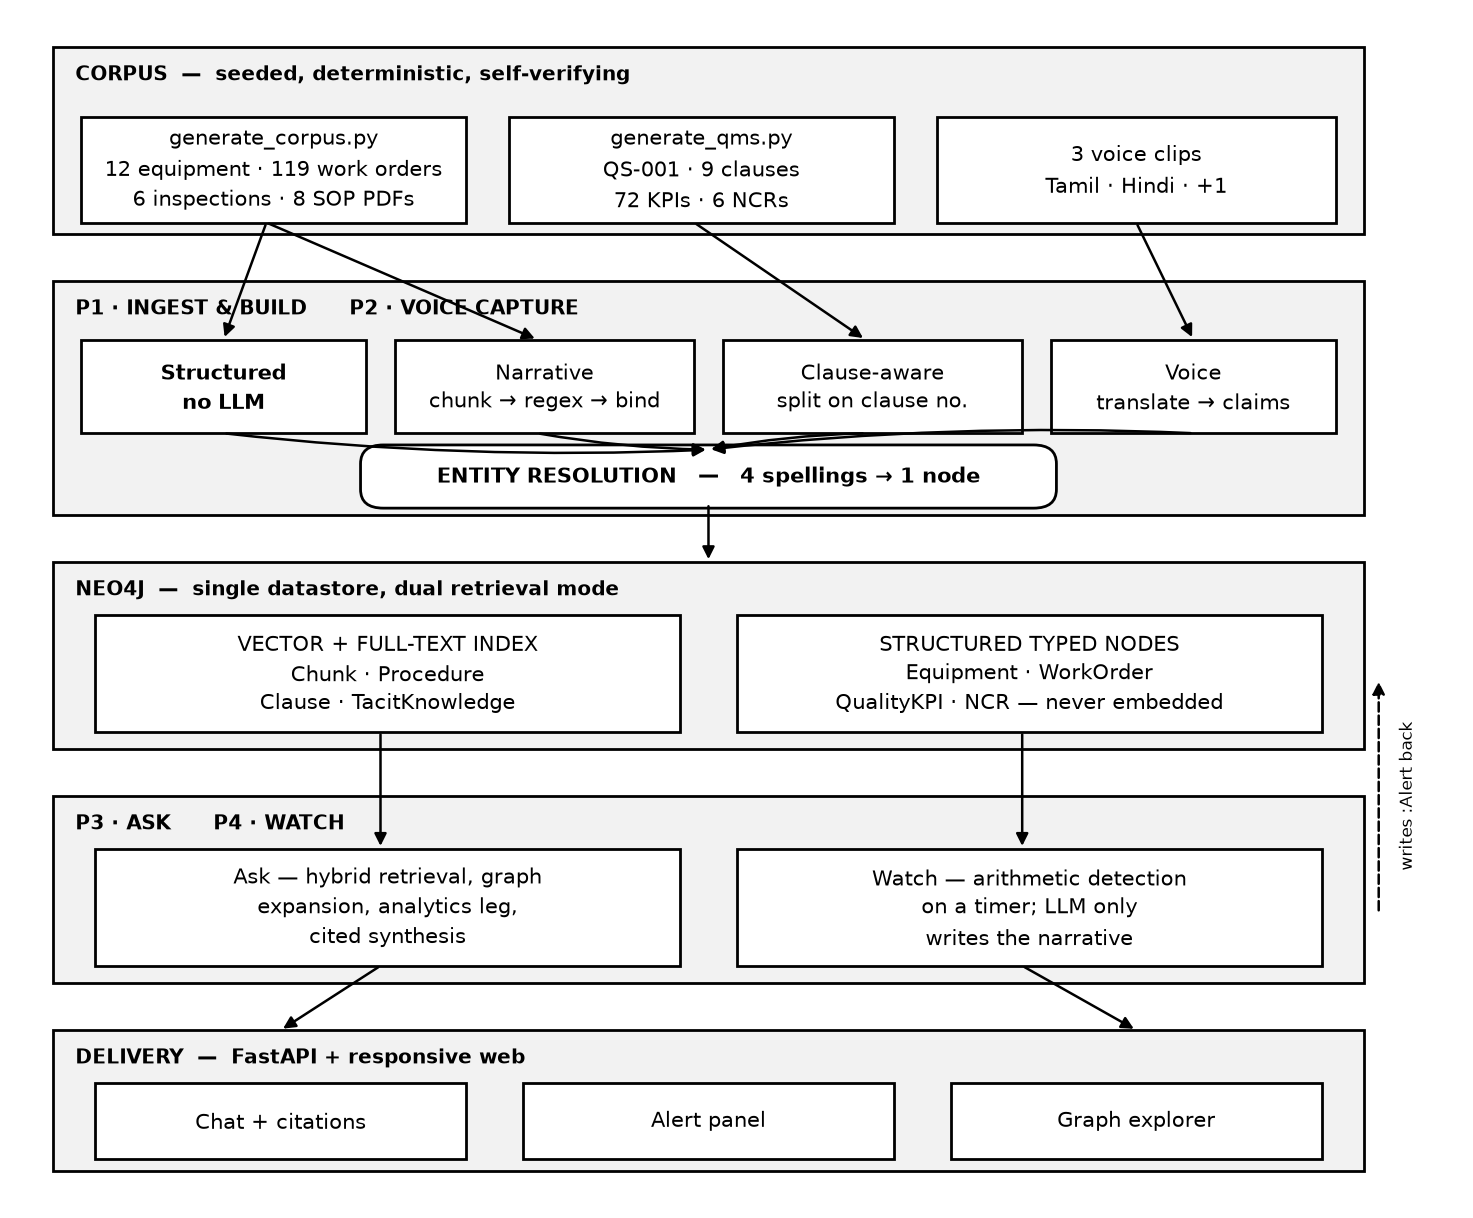 CORPUS — seeded, deterministic, self-verifying
generate_corpus.py
12 equipment · 119 work orders
6 inspections · 8 SOP PDFs
generate_qms.py
QS-001 · 9 clauses
72 KPIs · 6 NCRs
3 voice clips
Tamil · Hindi · +1
P1 · INGEST & BUILD P2 · VOICE CAPTURE
Structured
no LLM
Narrative
chunk → regex → bind
Clause-aware
split on clause no.
Voice
translate → claims
ENTITY RESOLUTION — 4 spellings → 1 node
NEO4J — single datastore, dual retrieval mode
VECTOR + FULL-TEXT INDEX
Chunk · Procedure
Clause · TacitKnowledge
STRUCTURED TYPED NODES
Equipment · WorkOrder
QualityKPI · NCR — never embedded
writes :Alert back
P3 · ASK P4 · WATCH
Ask — hybrid retrieval, graph
expansion, analytics leg,
cited synthesis
Watch — arithmetic detection
on a timer; LLM only
writes the narrative
DELIVERY — FastAPI + responsive web
Chat + citations
Alert panel
Graph explorer